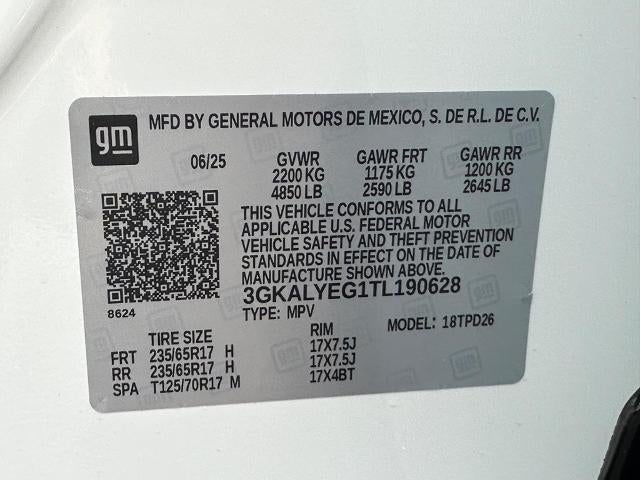 gm MFD BY GENERAL MOTORS DE MEXICO, S. DE R.L. DE C.V.
06/25 GVWR GAWR FRT GAWR RR
2200 KG 1175 KG 1200 KG
4850 LB 2590 LB 2645 LB
THIS VEHICLE CONFORMS TO ALL
APPLICABLE U.S. FEDERAL MOTOR
VEHICLE SAFETY AND THEFT PREVENTION
STANDARDS IN EFFECT ON THE DATE OF
MANUFACTURE SHOWN ABOVE.
3GKALYEG1TL190628
8624 TYPE: MPV MODEL: 18TPD26
TIRE SIZE RIM
FRT 235/65R17 H 17X7.5J
RR 235/65R17 H 17X7.5J
SPA T125/70R17 M 17X4BT